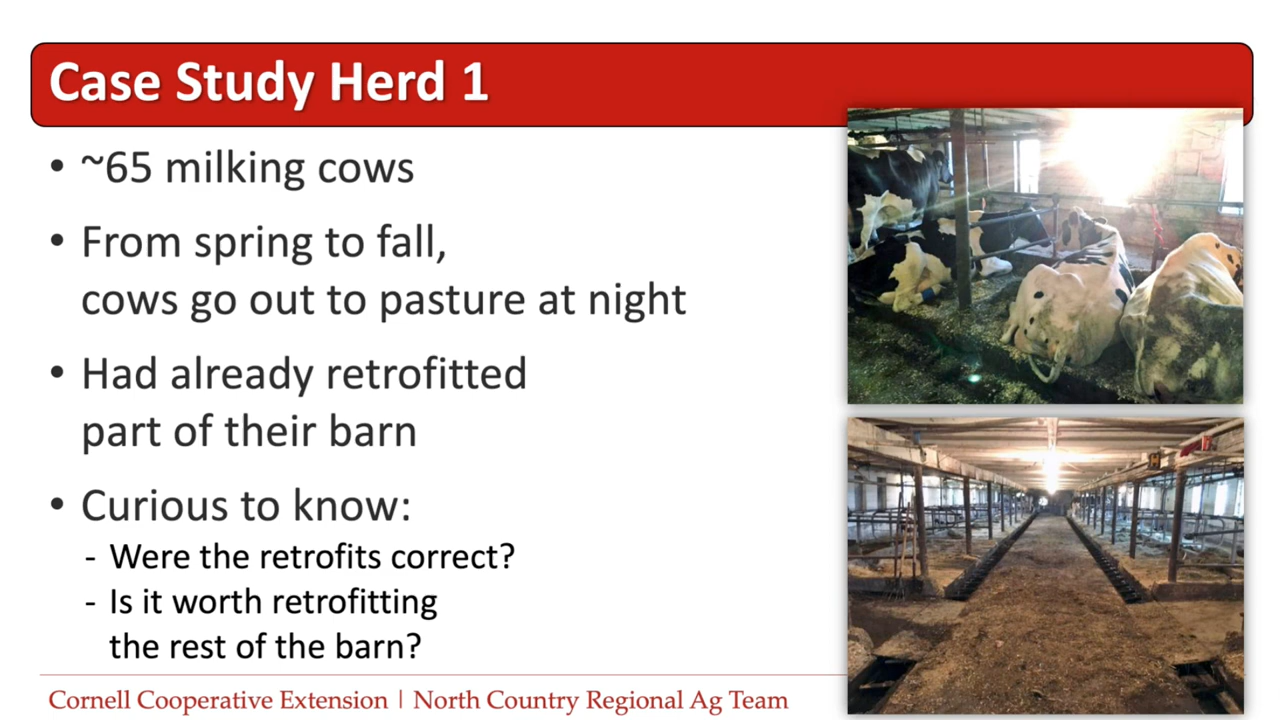 Case Study Herd 1
• ~65 milking cows
• From spring to fall,
cows go out to pasture at night
• Had already retrofitted
part of their barn
• Curious to know:
- Were the retrofits correct?
- Is it worth retrofitting
the rest of the barn?
Cornell Cooperative Extension | North Country Regional Ag Team